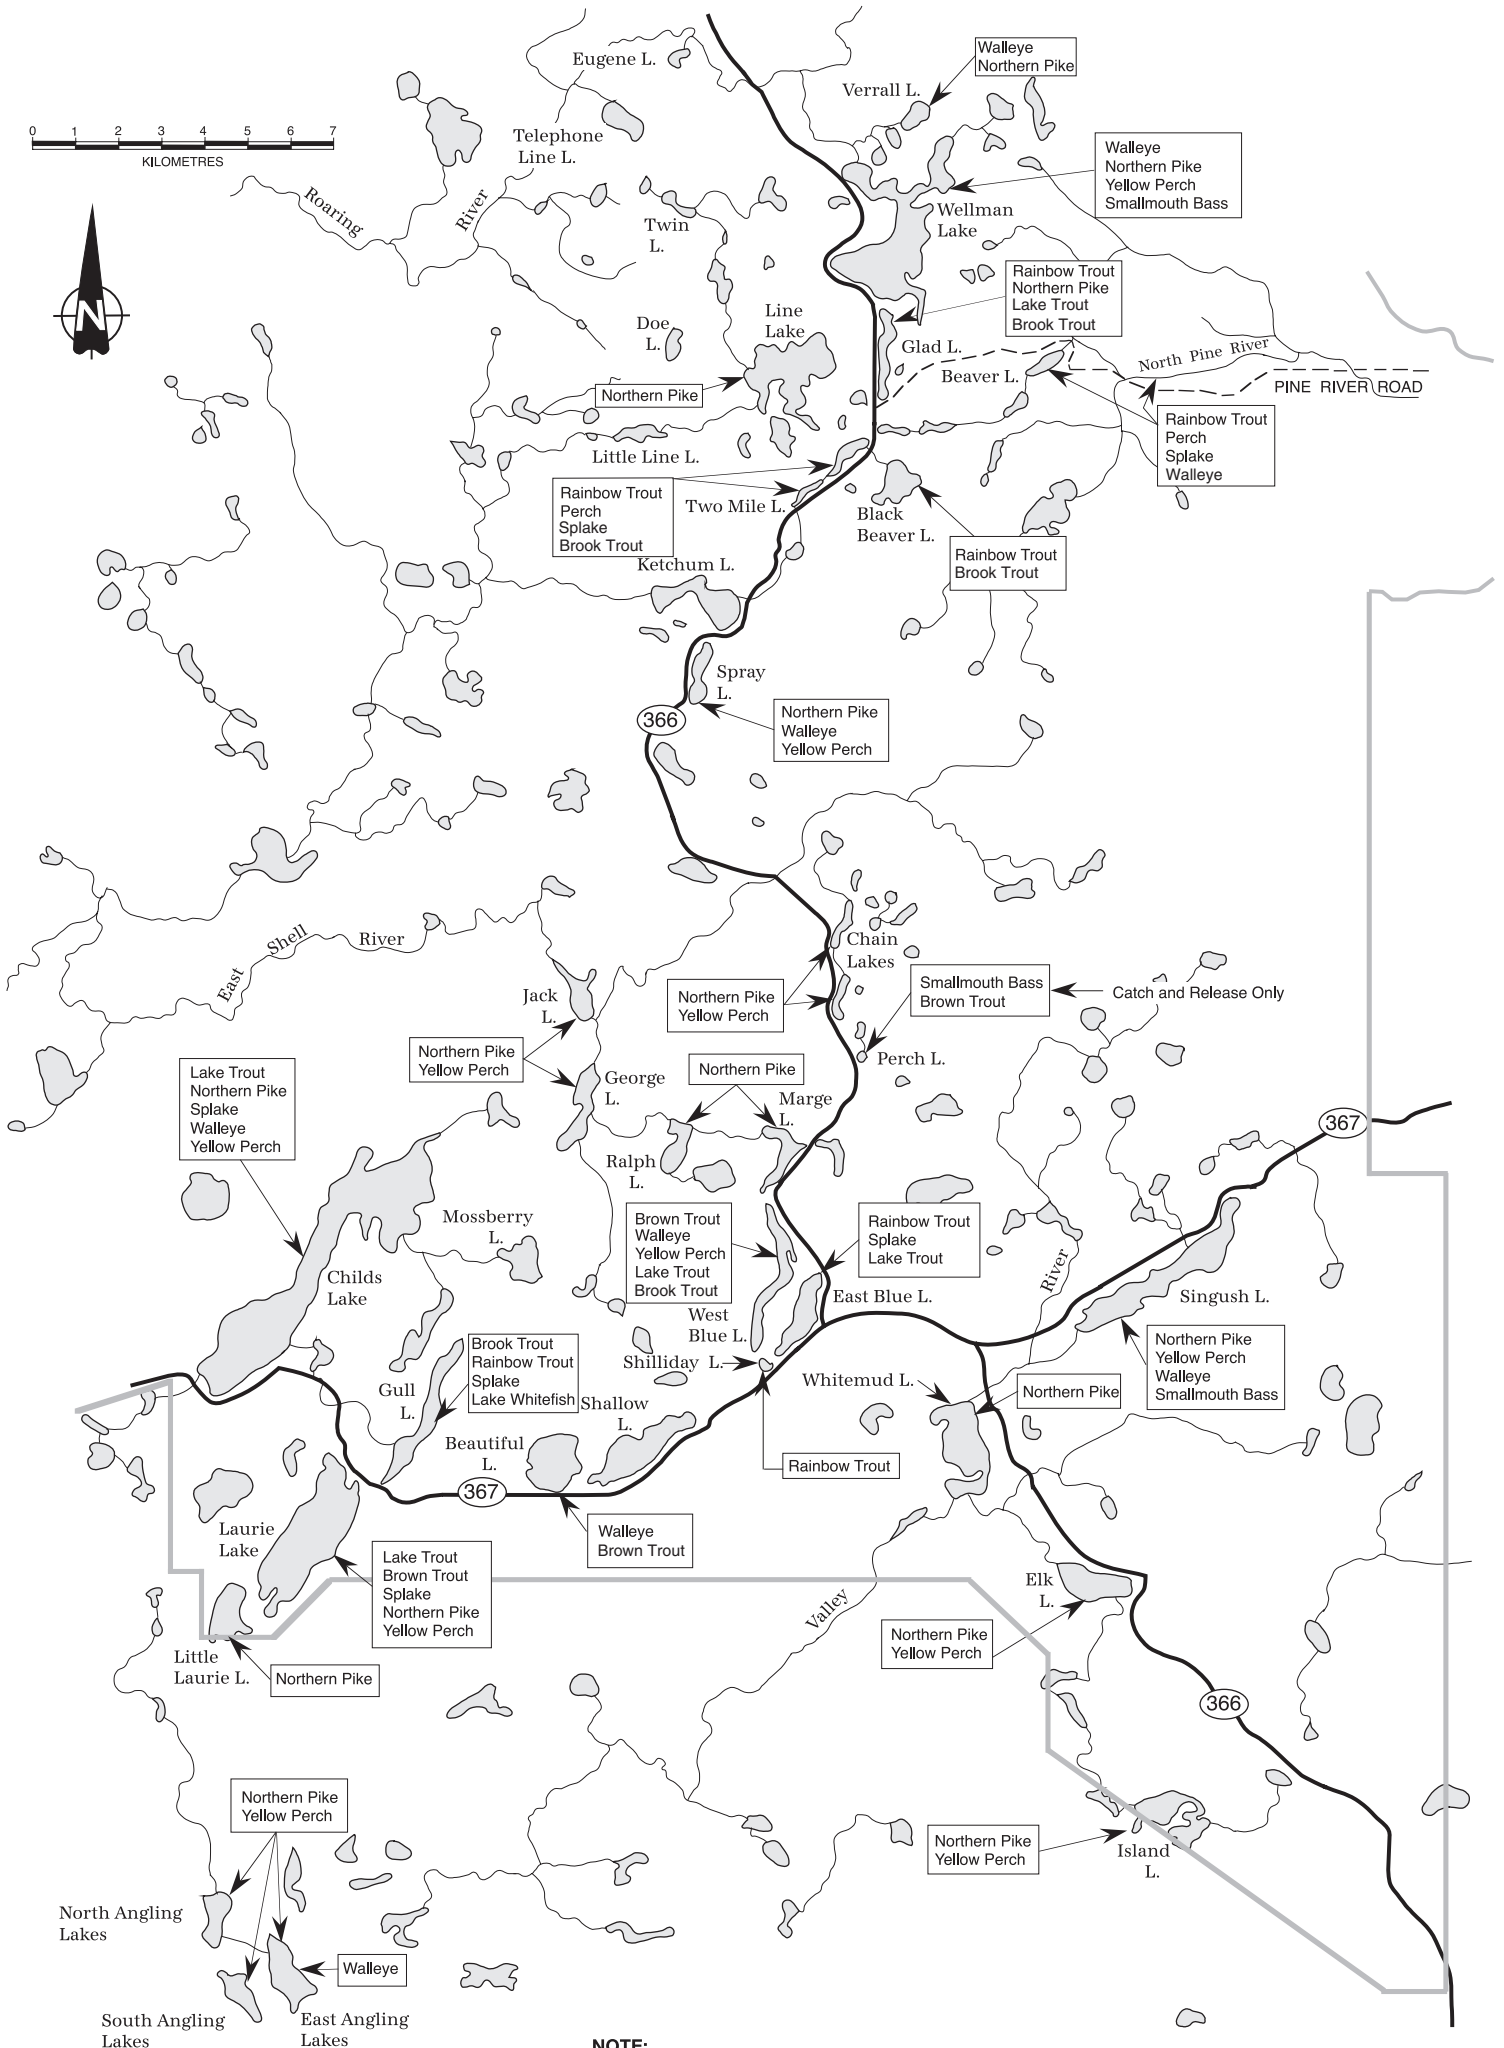 Eugene L.
Walleye
Northern Pike
Verrall L.
0 1 2 3 4 5 6 7
KILOMETRES
Telephone
Line L.
Walleye
Northern Pike
Yellow Perch
Smallmouth Bass
Roaring
River
Twin
L.
Wellman
Lake
N
Rainbow Trout
Northern Pike
Lake Trout
Brook Trout
Doe
L.
Line
Lake
Glad L.
Beaver L.
North Pine River
PINE RIVER ROAD
Northern Pike
Rainbow Trout
Perch
Splake
Walleye
Little Line L.
Rainbow Trout
Perch
Splake
Brook Trout
Two Mile L.
Black
Beaver L.
Rainbow Trout
Brook Trout
Ketchum L.
Spray
L.
366
Northern Pike
Walleye
Yellow Perch
East Shell River
Chain
Lakes
Jack
L.
Northern Pike
Yellow Perch
Smallmouth Bass
Brown Trout
Catch and Release Only
Perch L.
Northern Pike
Yellow Perch
George
L.
Northern Pike
Marge
L.
Lake Trout
Northern Pike
Splake
Walleye
Yellow Perch
367
Ralph
L.
Mossberry
L.
Brown Trout
Walleye
Yellow Perch
Lake Trout
Brook Trout
Rainbow Trout
Splake
Lake Trout
River
Childs
Lake
East Blue L.
Singush L.
West
Blue L.
Brook Trout
Rainbow Trout
Splake
Lake Whitefish
Shilliday L.
Northern Pike
Yellow Perch
Walleye
Smallmouth Bass
Gull
L.
Shallow
L.
Whitemud L.
Northern Pike
Beautiful
L.
Rainbow Trout
367
Laurie
Lake
Walleye
Brown Trout
Lake Trout
Brown Trout
Splake
Northern Pike
Yellow Perch
Elk
L.
Valley
Northern Pike
Yellow Perch
Little
Laurie L.
Northern Pike
366
Northern Pike
Yellow Perch
Northern Pike
Yellow Perch
Island
L.
North Angling
Lakes
Walleye
South Angling
Lakes
East Angling
Lakes
NOTE: